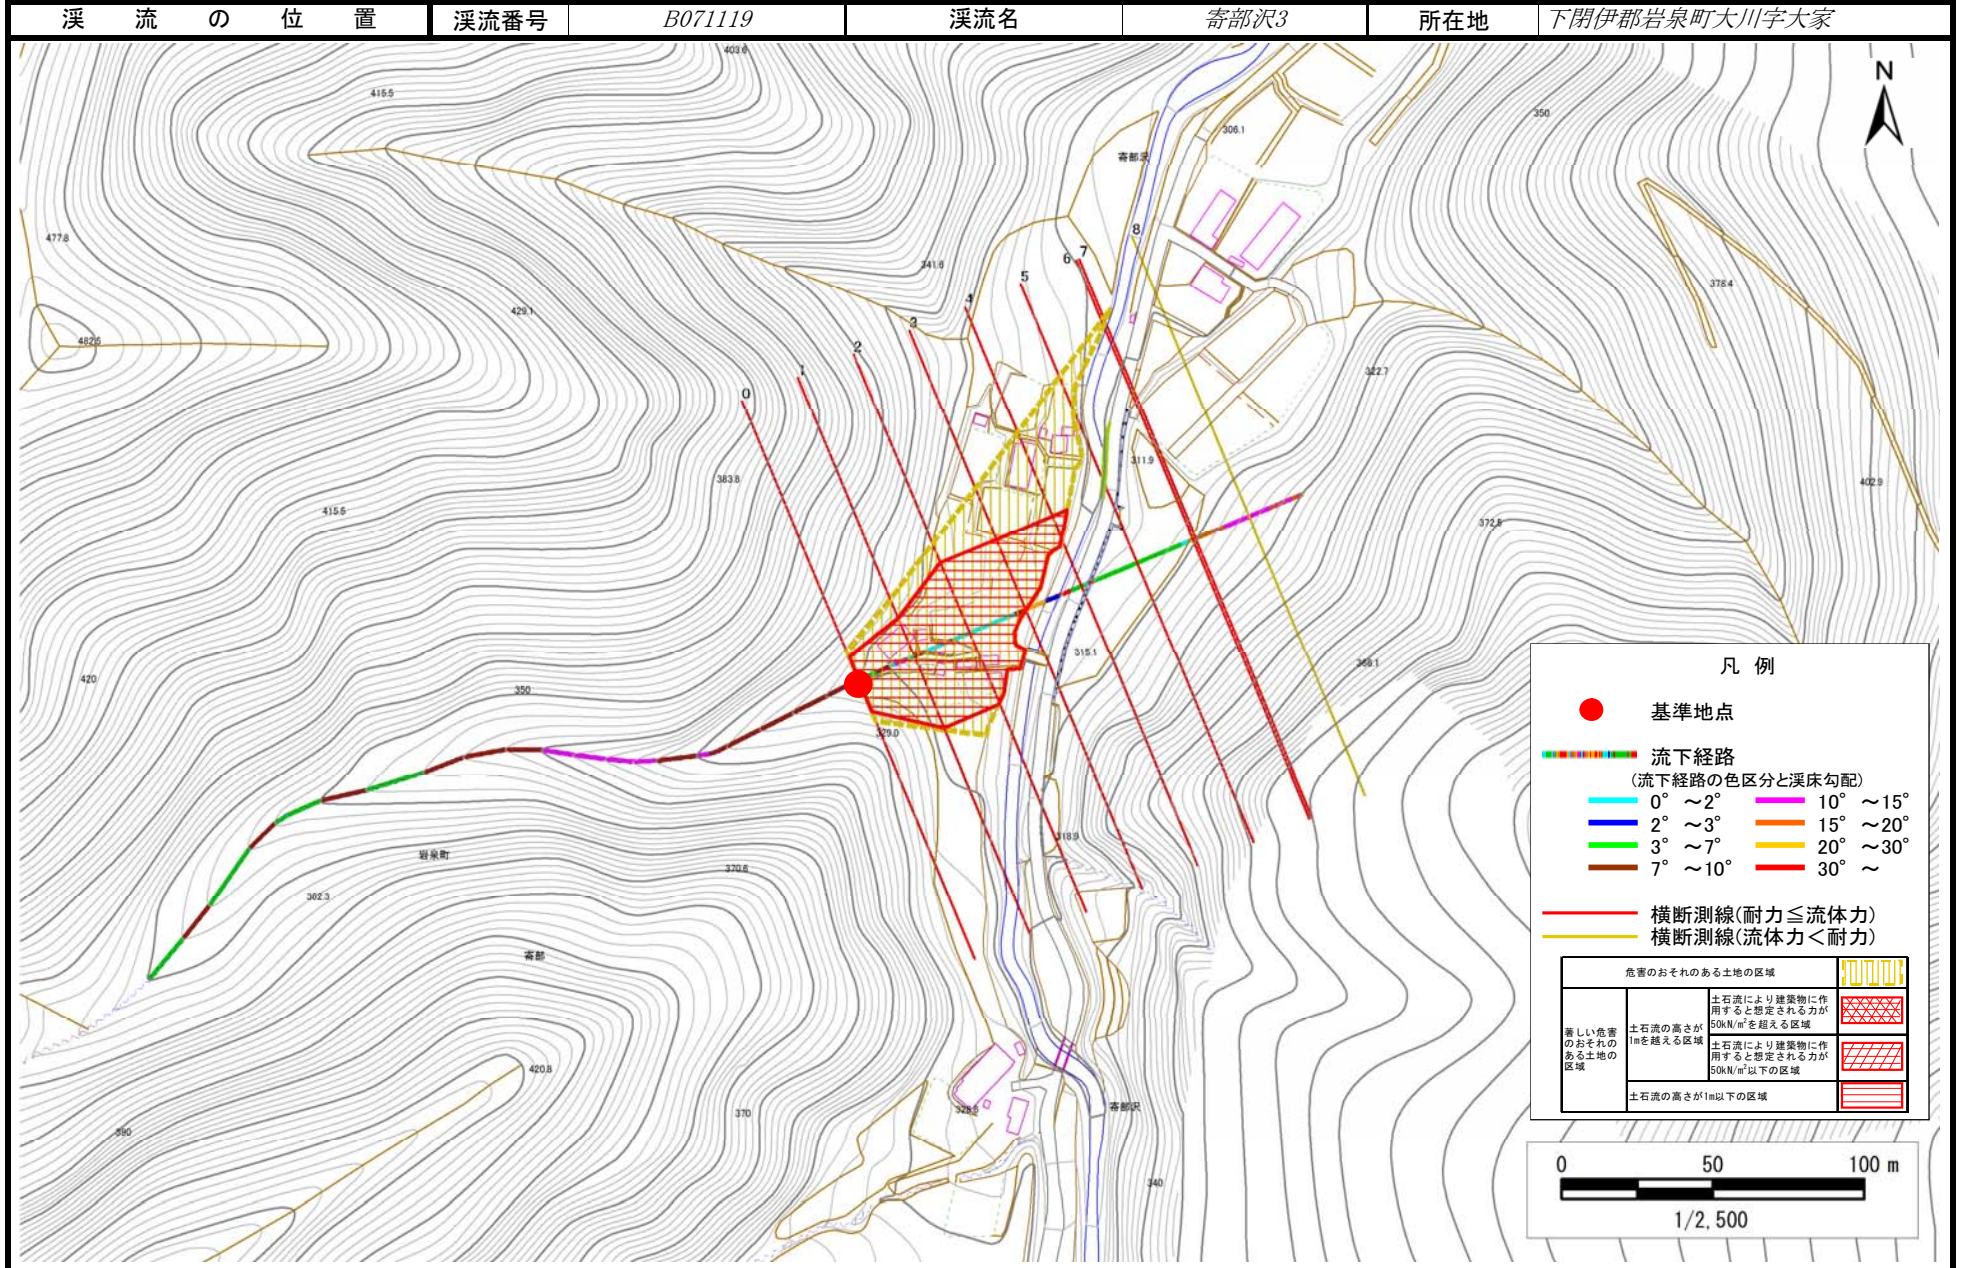 渓流の位置 渓流番号 B071119 渓流名 寄部沢3 所在地 下閉伊郡岩泉町大川字大家
403.6
415.5
N
350
306.1
寄部沢
477.8
8
341.6
6 7
5
378.4
4
429.1
3
482.5
2
322.7
1
0
311.9
383.8
402.9
415.5
372.5
315.1
366.1
420
350
329.0
318.9
岩泉町
370.6
362.3
寄部
420.8
328.8
寄部沢
390
370
340
凡例
基準地点
流下経路
(流下経路の色区分と渓床勾配)
0° ~2° 10° ~15°
2° ~3° 15° ~20°
3° ~7° 20° ~30°
7° ~10° 30° ~
横断測線(耐力≦流体力)
横断測線(流体力<耐力)
危害のおそれのある土地の区域
著しい危害
のおそれの
ある土地の
区域
土石流の高さが
1mを越える区域
土石流により建築物に作
用すると想定される力が
50kN/m²を超える区域
土石流により建築物に作
用すると想定される力が
50kN/m²以下の区域
土石流の高さが1m以下の区域
0 50 100 m
1/2,500